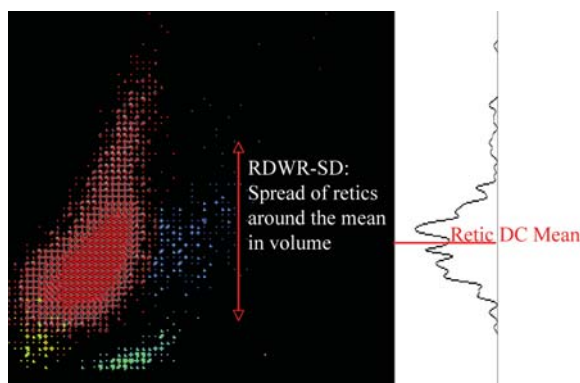 RDWR-SD:
Spread of retics
around the mean
in volume
Retic DC Mean